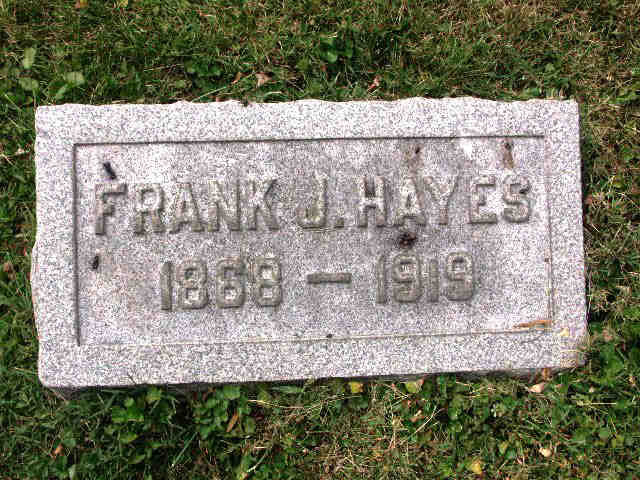 FRANK J. HAYES
1868 — 1919